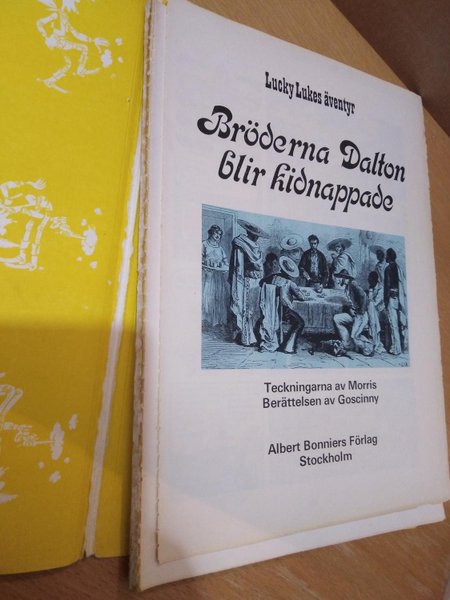 Lucky Lukes äventyr
Bröderna Dalton
blir kidnappade
Teckningarna av Morris
Berättelsen av Goscinny
Albert Bonniers Förlag
Stockholm